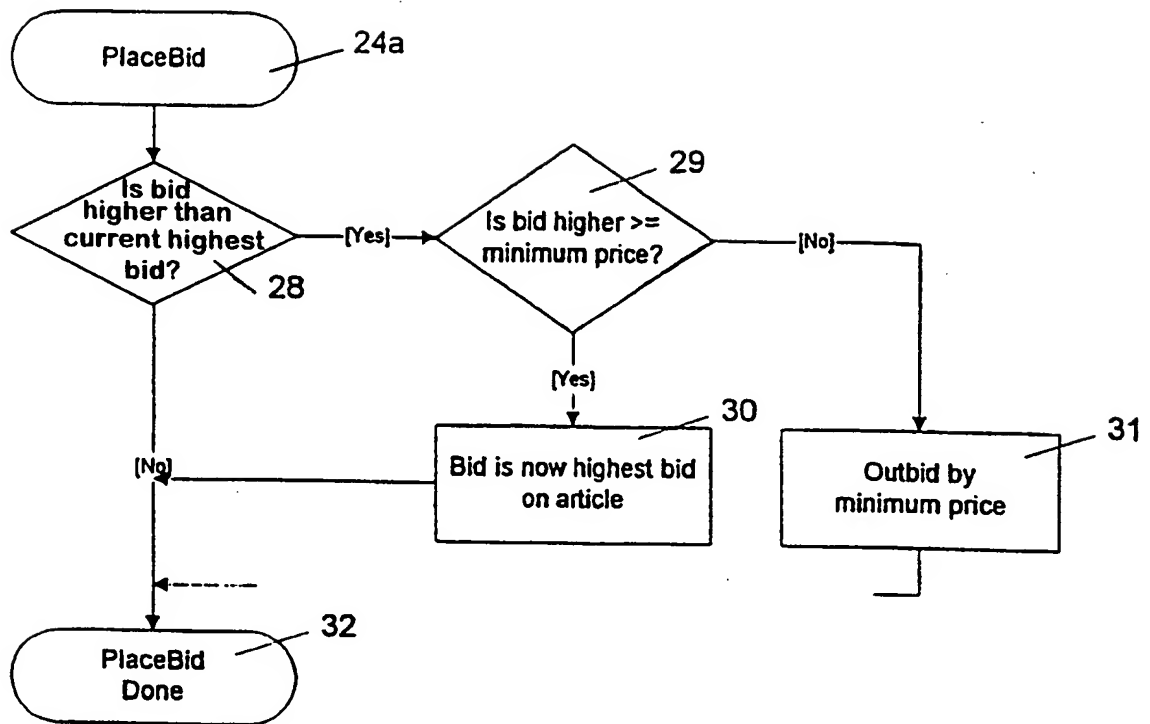 PlaceBid
24a
Is bid
higher than
current highest
bid?
28
[Yes]
29
Is bid higher >=
minimum price?
[No]
[Yes]
30
Bid is now highest bid
on article
31
Outbid by
minimum price
[No]
32
PlaceBid
Done